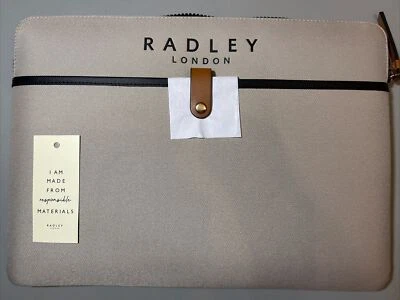 RADLEY
LONDON
I AM
MADE
FROM
responsible
MATERIALS
RADLEY